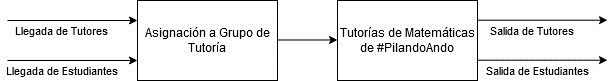 Llegada de Tutores
Llegada de Estudiantes
Asignación a Grupo de
Tutoría
Tutorías de Matemáticas
de #PilandoAndo
Salida de Tutores
Salida de Estudiantes